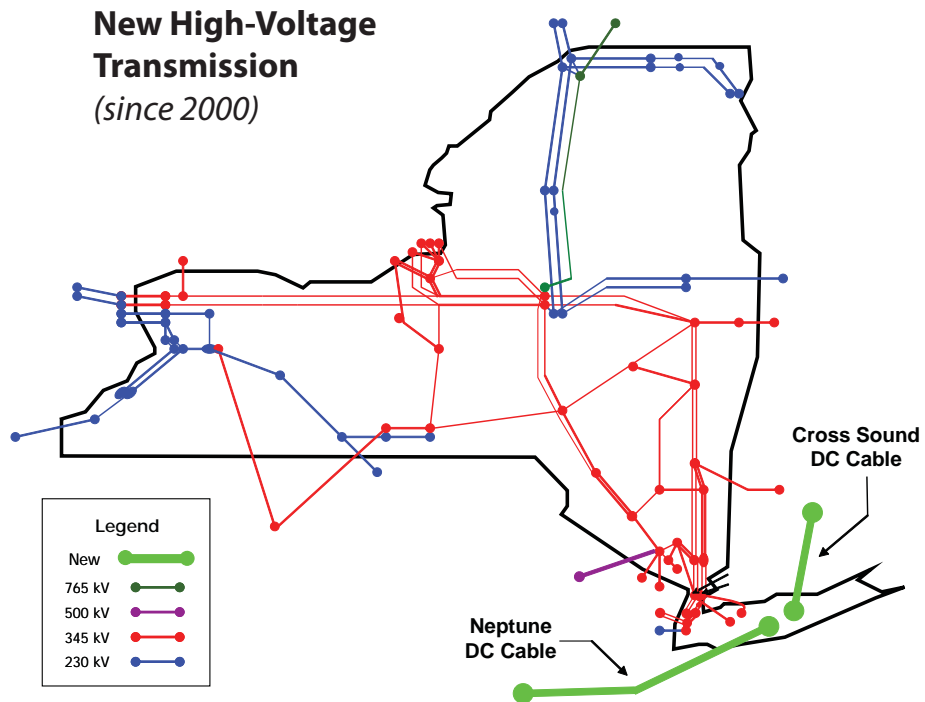 New High-Voltage
Transmission
(since 2000)
Cross Sound
DC Cable
Legend
New
765 kV
500 kV
345 kV
230 kV
Neptune
DC Cable